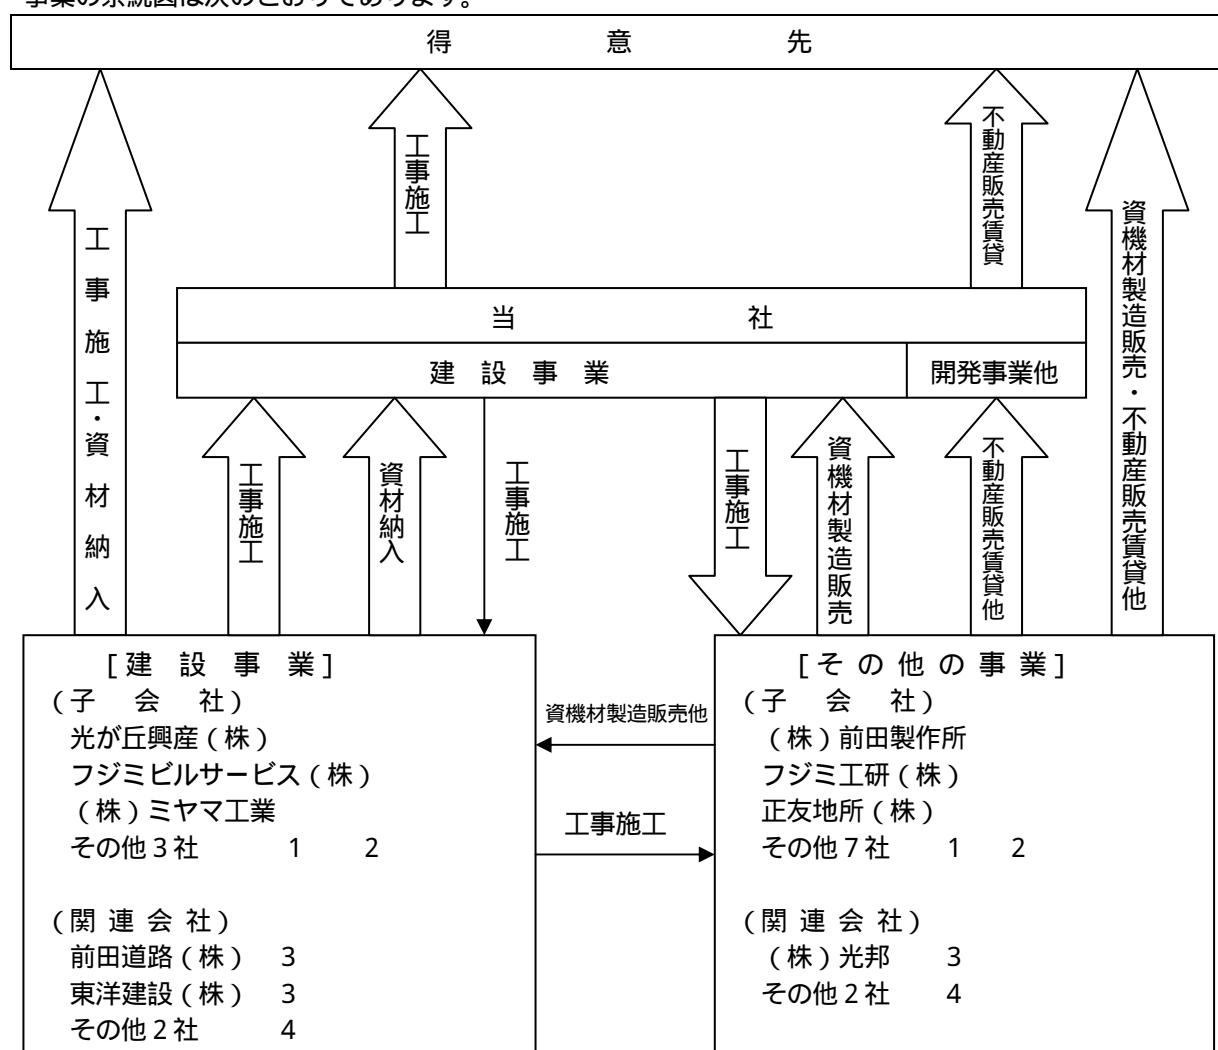 事業の系統図は次のとおりであります。
得 意 先
工事施工・資材納入
工事施工
不動産販売賃貸
資機材製造販売・不動産販売賃貸他
当 社
建 設 事 業
開発事業他
工事施工
資材納入
工事施工
工事施工
資機材製造販売
不動産販売賃貸他
[建 設 事 業]
(子 会 社)
光が丘興産(株)
フジミビルサービス(株)
(株)ミヤマ工業
その他3社 1 2
(関 連 会 社)
前田道路(株) 3
東洋建設(株) 3
その他2社 4
資機材製造販売他
工事施工
[その他の事業]
(子 会 社)
(株)前田製作所
フジミ工研(株)
正友地所(株)
その他7社 1 2
(関 連 会 社)
(株)光邦 3
その他2社 4